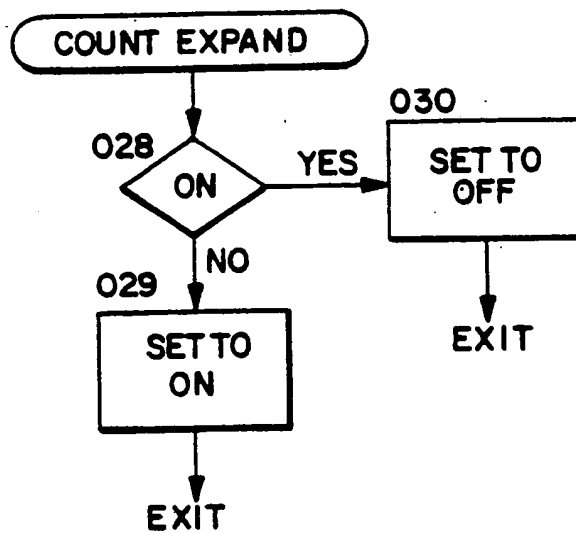 COUNT EXPAND
028
ON
YES
030
SET TO
OFF
EXIT
NO
029
SET TO
ON
EXIT